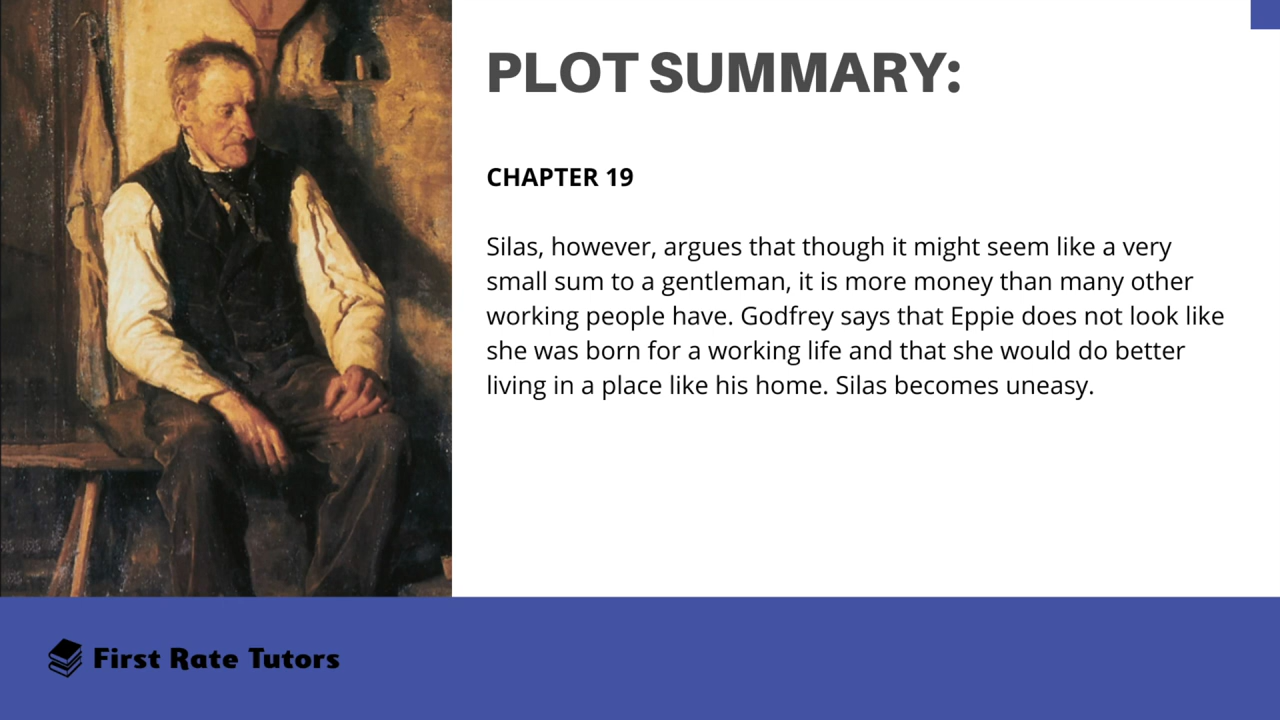 PLOT SUMMARY:
CHAPTER 19
Silas, however, argues that though it might seem like a very
small sum to a gentleman, it is more money than many other
working people have. Godfrey says that Eppie does not look like
she was born for a working life and that she would do better
living in a place like his home. Silas becomes uneasy.
First Rate Tutors